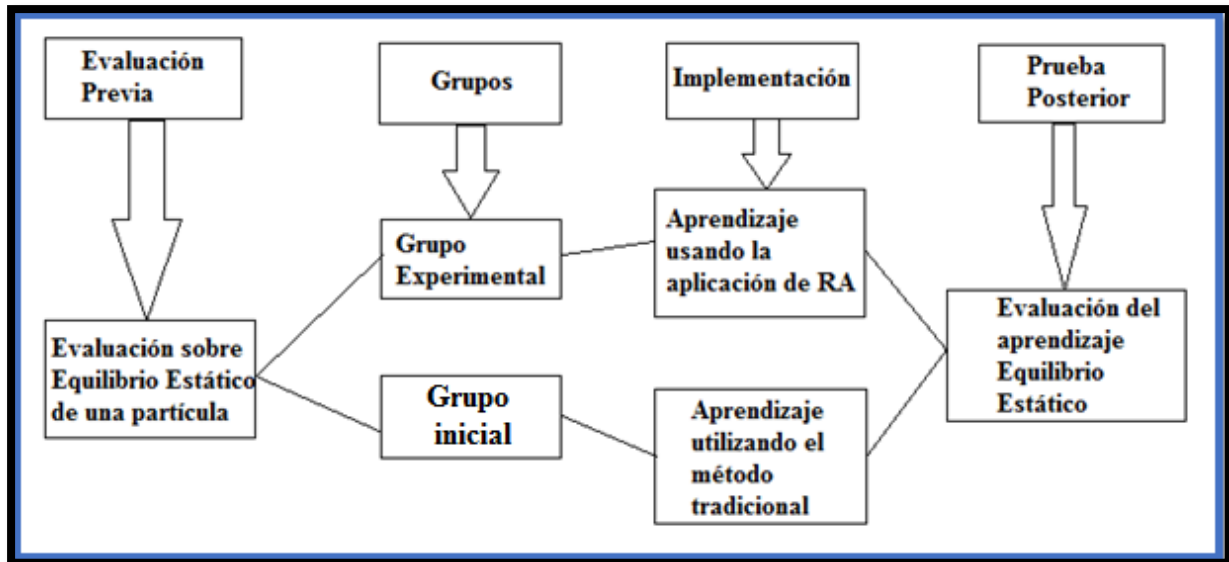 Evaluación
Previa
Grupos
Implementación
Prueba
Posterior
Grupo
Experimental
Aprendizaje
usando la
aplicación de RA
Evaluación sobre
Equilibrio Estático
de una partícula
Evaluación del
aprendizaje
Equilibrio
Estático
Grupo
inicial
Aprendizaje
utilizando el
método
tradicional